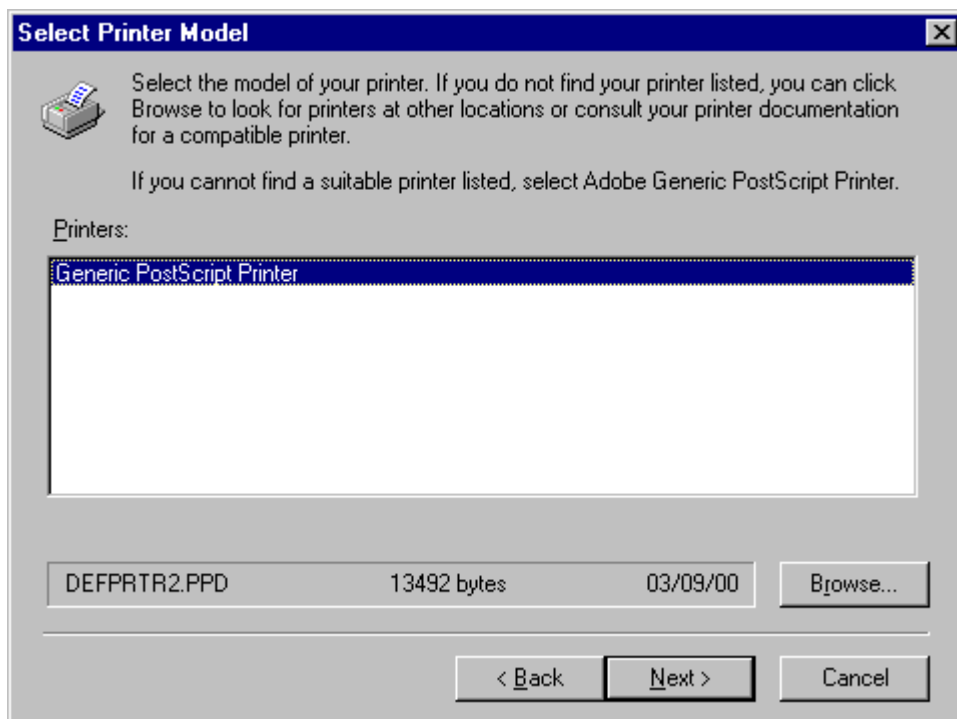 Select Printer Model
Select the model of your printer. If you do not find your printer listed, you can click
Browse to look for printers at other locations or consult your printer documentation
for a compatible printer.
If you cannot find a suitable printer listed, select Adobe Generic PostScript Printer.
Printers:
Generic PostScript Printer
DEFPRTR2.PPD 13492 bytes 03/09/00 Browse...
< Back Next > Cancel